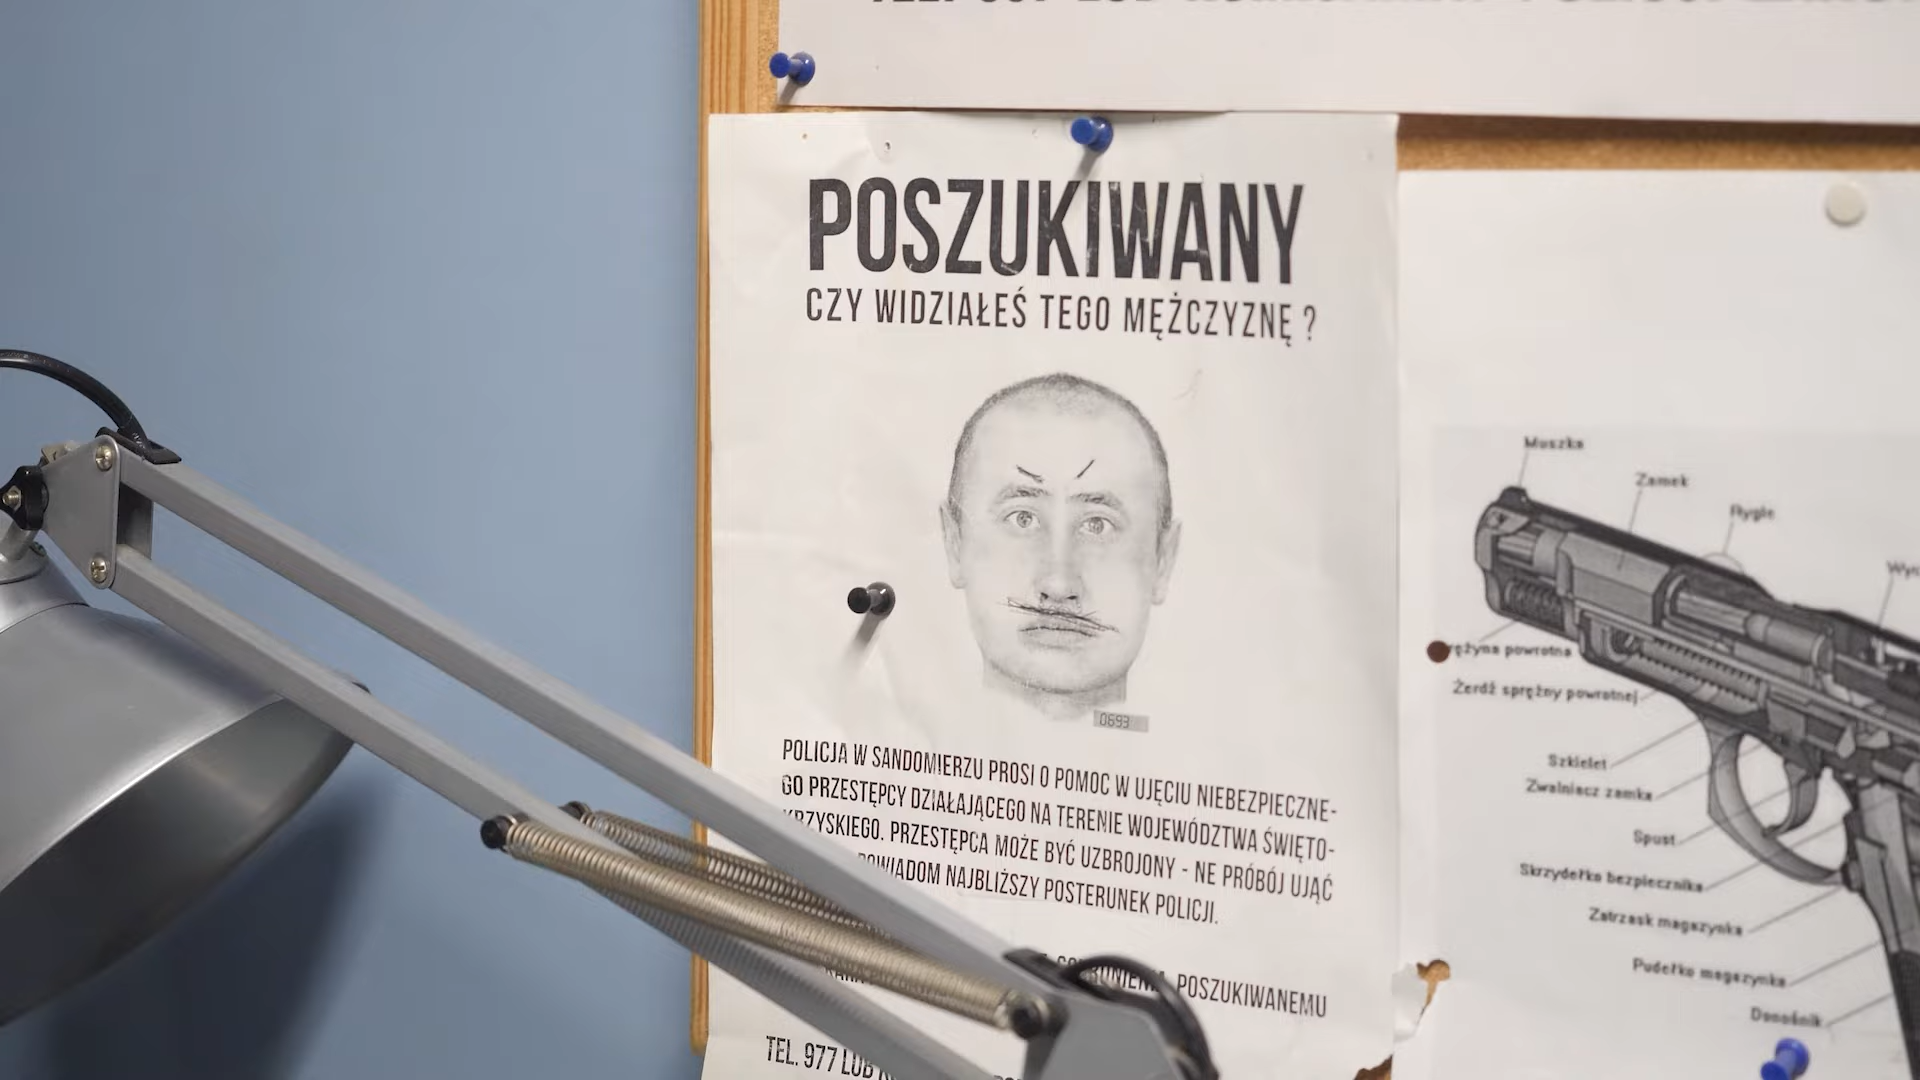 POSZUKIWANY
CZY WIDZIAŁEŚ TEGO MĘŻCZYZNĘ ?
0693
POLICJA W SANDOMIERZU PROSI O POMOC W UJĘCIU NIEBEZPIECZNE-
GO PRZESTĘPCY DZIAŁAJĄCEGO NA TERENIE WOJEWÓDZTWA ŚWIĘTO-
KRZYSKIEGO. PRZESTĘPCA MOŻE BYĆ UZBROJONY - NE PRÓBÓJ UJĄĆ
POWIADOM NAJBLIŻSZY POSTERUNEK POLICJI.
POSZUKIWANEMU
TEL. 977 LUB
Muszka
Zamek
Rygle
powrotna
Żerdź sprężny powrotnej
Szkielet
Zwalniacz zamka
Spust
Skrzydełko bezpiecznika
Zatrzask magazynka
Pudełko magazynka
Donośnik